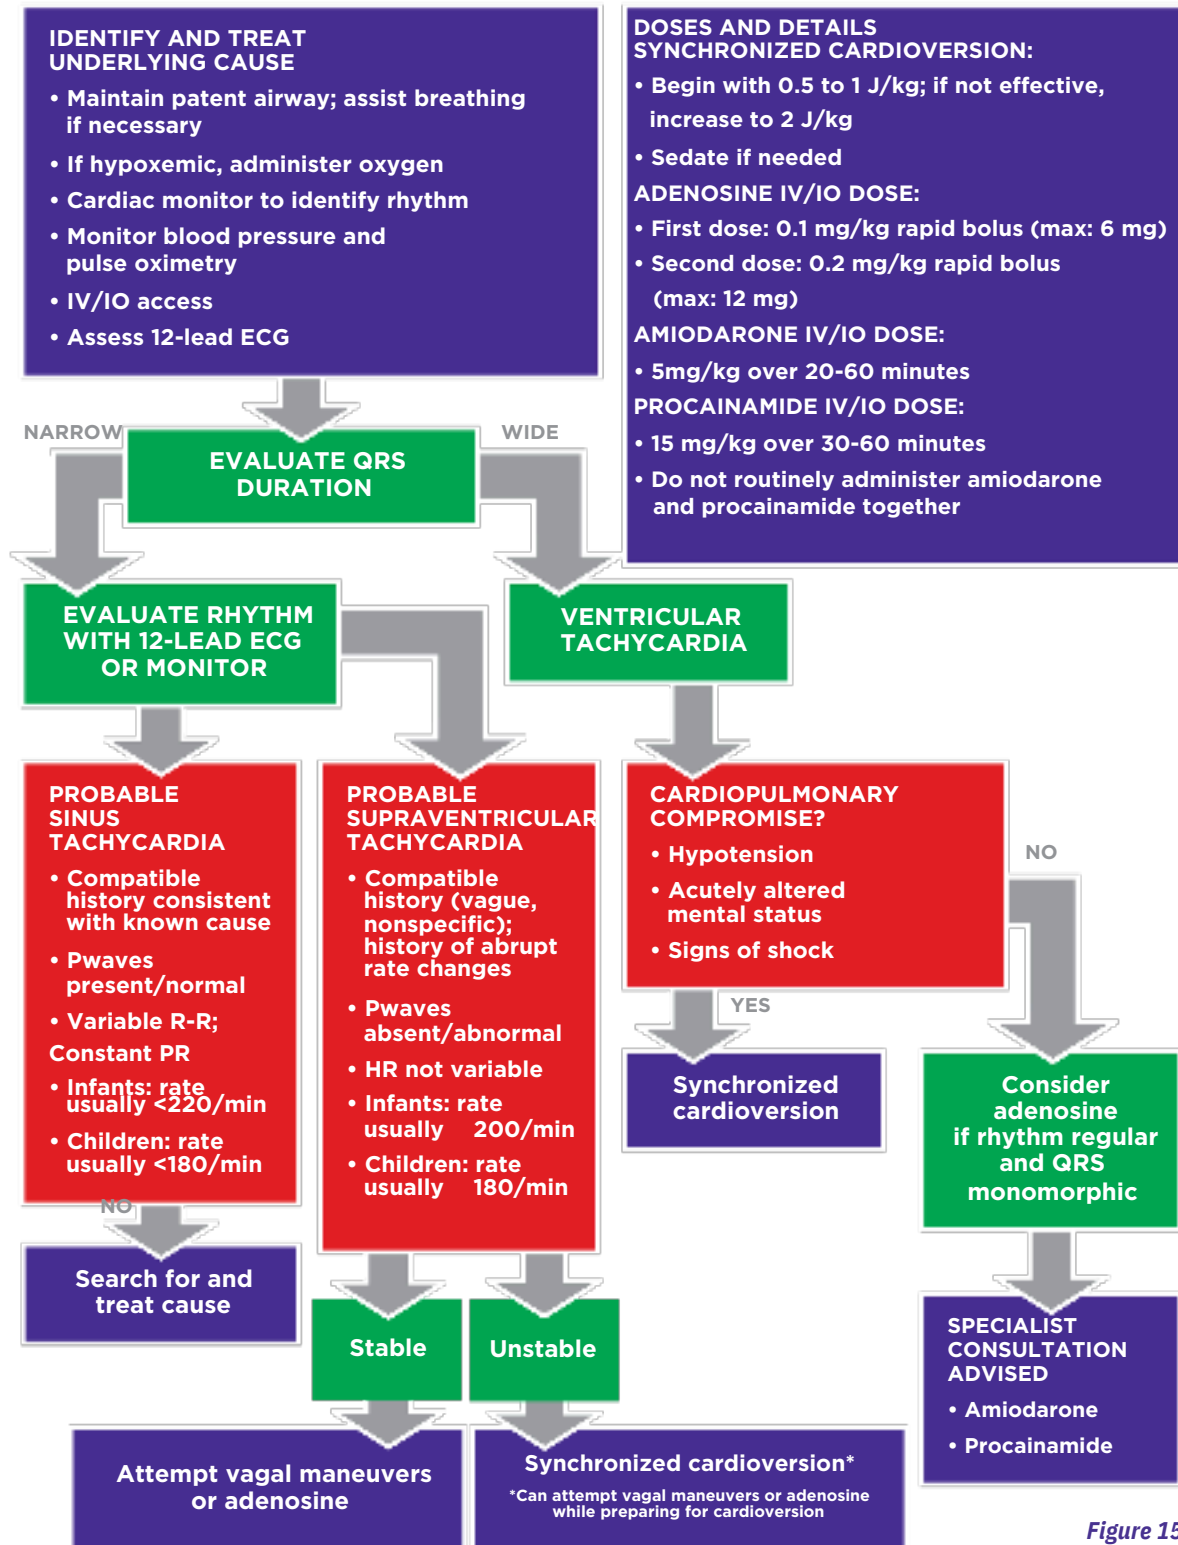 IDENTIFY AND TREAT
UNDERLYING CAUSE
• Maintain patent airway; assist breathing
if necessary
• If hypoxemic, administer oxygen
• Cardiac monitor to identify rhythm
• Monitor blood pressure and
pulse oximetry
• IV/IO access
• Assess 12-lead ECG
DOSES AND DETAILS
SYNCHRONIZED CARDIOVERSION:
• Begin with 0.5 to 1 J/kg; if not effective,
increase to 2 J/kg
• Sedate if needed
ADENOSINE IV/IO DOSE:
• First dose: 0.1 mg/kg rapid bolus (max: 6 mg)
• Second dose: 0.2 mg/kg rapid bolus
(max: 12 mg)
AMIODARONE IV/IO DOSE:
• 5mg/kg over 20-60 minutes
PROCAINAMIDE IV/IO DOSE:
• 15 mg/kg over 30-60 minutes
• Do not routinely administer amiodarone
and procainamide together
NARROW
WIDE
EVALUATE QRS
DURATION
EVALUATE RHYTHM
WITH 12-LEAD ECG
OR MONITOR
VENTRICULAR
TACHYCARDIA
PROBABLE
SINUS
TACHYCARDIA
• Compatible
history consistent
with known cause
• Pwaves
present/normal
• Variable R-R;
Constant PR
• Infants: rate
usually <220/min
• Children: rate
usually <180/min
PROBABLE
SUPRAVENTRICULAR
TACHYCARDIA
• Compatible
history (vague,
nonspecific);
history of abrupt
rate changes
• Pwaves
absent/abnormal
• HR not variable
• Infants: rate
usually 200/min
• Children: rate
usually 180/min
CARDIOPULMONARY
COMPROMISE?
• Hypotension
• Acutely altered
mental status
• Signs of shock
NO
YES
Synchronized
cardioversion
Consider
adenosine
if rhythm regular
and QRS
monomorphic
NO
Search for and
treat cause
Stable
Unstable
SPECIALIST
CONSULTATION
ADVISED
• Amiodarone
• Procainamide
Attempt vagal maneuvers
or adenosine
Synchronized cardioversion*
*Can attempt vagal maneuvers or adenosine
while preparing for cardioversion
Figure 15